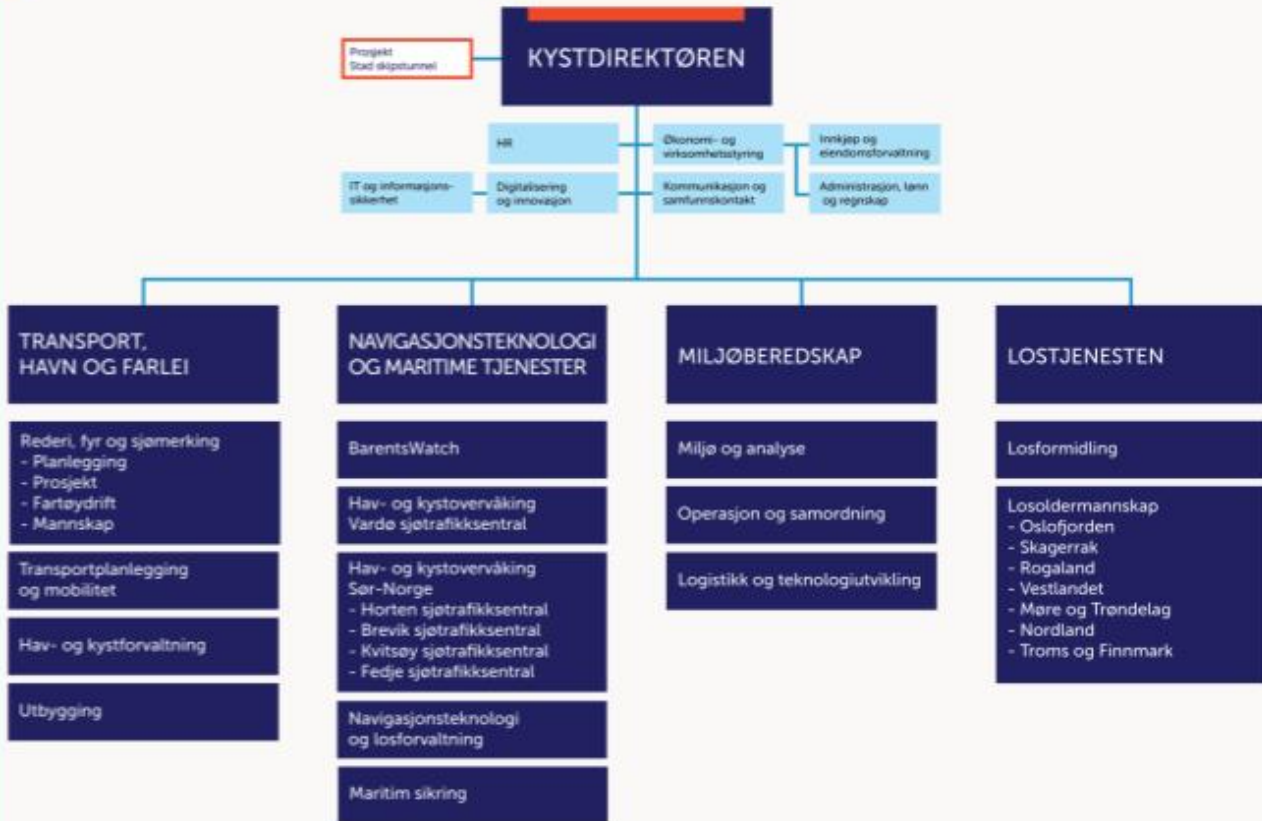 KYSTDIREKTØREN
Prosjekt
Stad skipstunnel
HR
Økonomi- og
virksomhetsstyring
Innkjøp og
eiendomsforvaltning
IT og informasjons-
sikkerhet
Digitalisering
og innovasjon
Kommunikasjon og
samfunnskontakt
Administrasjon, lønn
og regnskap
TRANSPORT,
HAVN OG FARLEI
Rederi, fyr og sjømerking
- Planlegging
- Prosjekt
- Fartøydrift
- Mannskap
Transportplanlegging
og mobilitet
Hav- og kystforvaltning
Utbygging
NAVIGASJONSTEKNOLOGI
OG MARITIME TJENESTER
BarentsWatch
Hav- og kystovervåking
Vardø sjøtrafikksentral
Hav- og kystovervåking
Sør-Norge
- Horten sjøtrafikksentral
- Brevik sjøtrafikksentral
- Kvitsøy sjøtrafikksentral
- Fedje sjøtrafikksentral
Navigasjonsteknologi
og losforvaltning
Maritim sikring
MILJØBEREDSKAP
Miljø og analyse
Operasjon og samordning
Logistikk og teknologiutvikling
LOSTJENESTEN
Losformidling
Losoldermannskap
- Oslofjorden
- Skagerrak
- Rogaland
- Vestlandet
- Møre og Trøndelag
- Nordland
- Troms og Finnmark